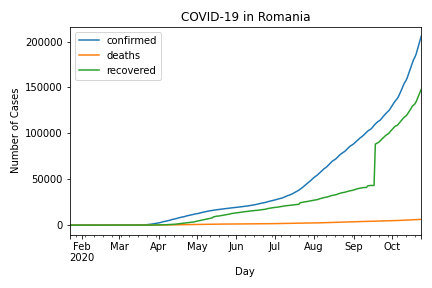 COVID-19 in Romania
confirmed
deaths
recovered
Number of Cases
200000
150000
100000
50000
0
Feb Mar Apr May Jun Jul Aug Sep Oct
2020
Day